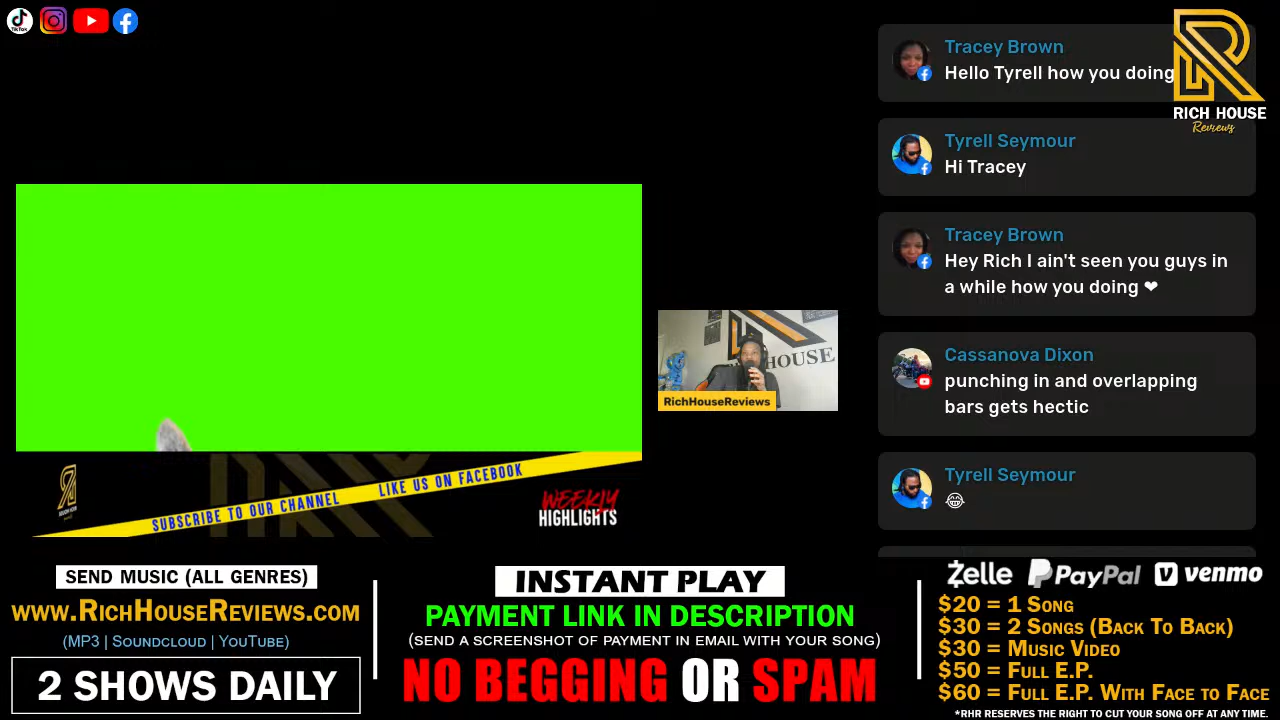 TikTok
Tracey Brown
Hello Tyrell how you doing
RICH HOUSE
Reviews
Tyrell Seymour
Hi Tracey
Tracey Brown
Hey Rich I ain't seen you guys in
a while how you doing ❤
Cassanova Dixon
punching in and overlapping
bars gets hectic
Tyrell Seymour
😂
HOUSE
RichHouseReviews
SUBSCRIBE TO OUR CHANNEL LIKE US ON FACEBOOK
WEEKLY
HIGHLIGHTS
SEND MUSIC (ALL GENRES)
WWW.RICHHOUSEREVIEWS.COM
(MP3 | SOUNDCLOUD | YOUTUBE)
2 SHOWS DAILY
INSTANT PLAY
PAYMENT LINK IN DESCRIPTION
(SEND A SCREENSHOT OF PAYMENT IN EMAIL WITH YOUR SONG)
NO BEGGING OR SPAM
Zelle PayPal venmo
$20 = 1 SONG
$30 = 2 SONGS (BACK TO BACK)
$30 = MUSIC VIDEO
$50 = FULL E.P.
$60 = FULL E.P. WITH FACE TO FACE
*RHR RESERVES THE RIGHT TO CUT YOUR SONG OFF AT ANY TIME.